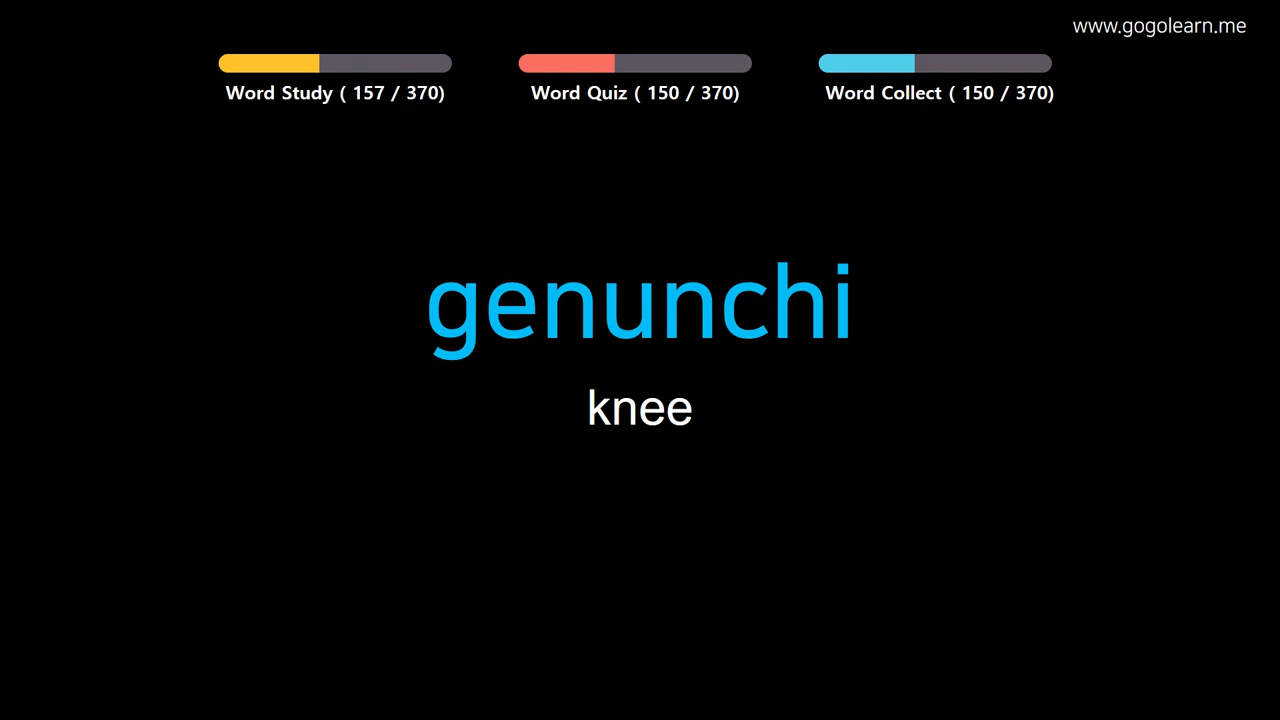 www.gogolearn.me
Word Study ( 157 / 370)
Word Quiz ( 150 / 370)
Word Collect ( 150 / 370)
genunchi
knee